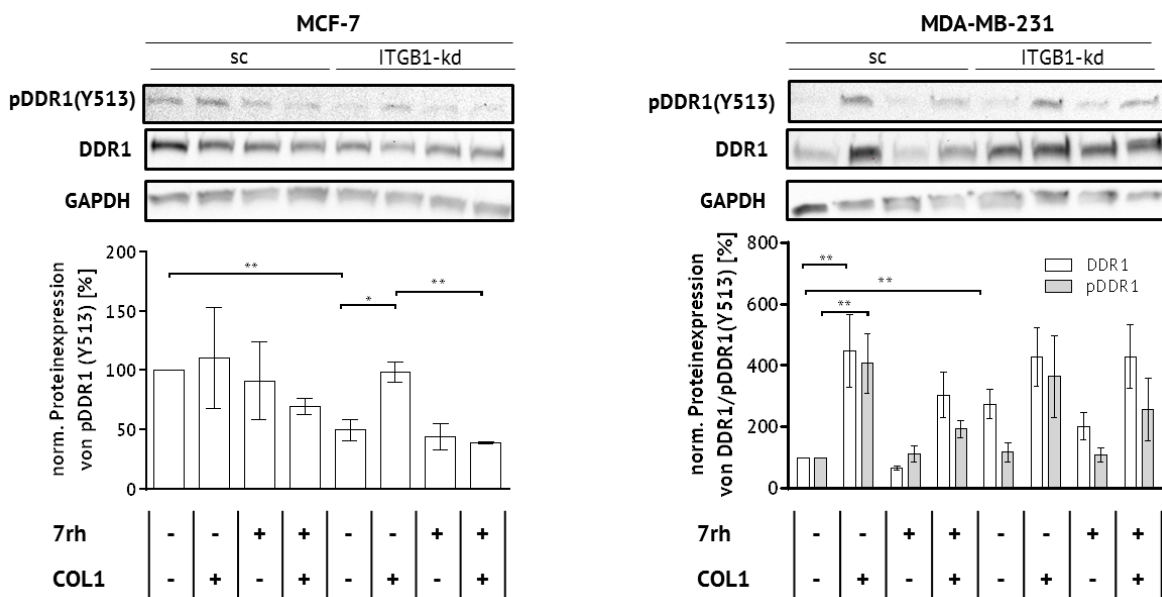 MCF-7
sc ITGB1-kd
pDDR1(Y513)
DDR1
GAPDH
norm. Proteinexpression
von pDDR1 (Y513) [%]
200
150
100
50
0
** * **
7rh - - + + - - + +
COL1 - + - + - + - +
MDA-MB-231
sc ITGB1-kd
pDDR1(Y513)
DDR1
GAPDH
norm. Proteinexpression
von DDR1/pDDR1(Y513) [%]
800
600
400
200
0
**
**
**
DDR1
pDDR1
7rh - - + + - - + +
COL1 - + - + - + - +